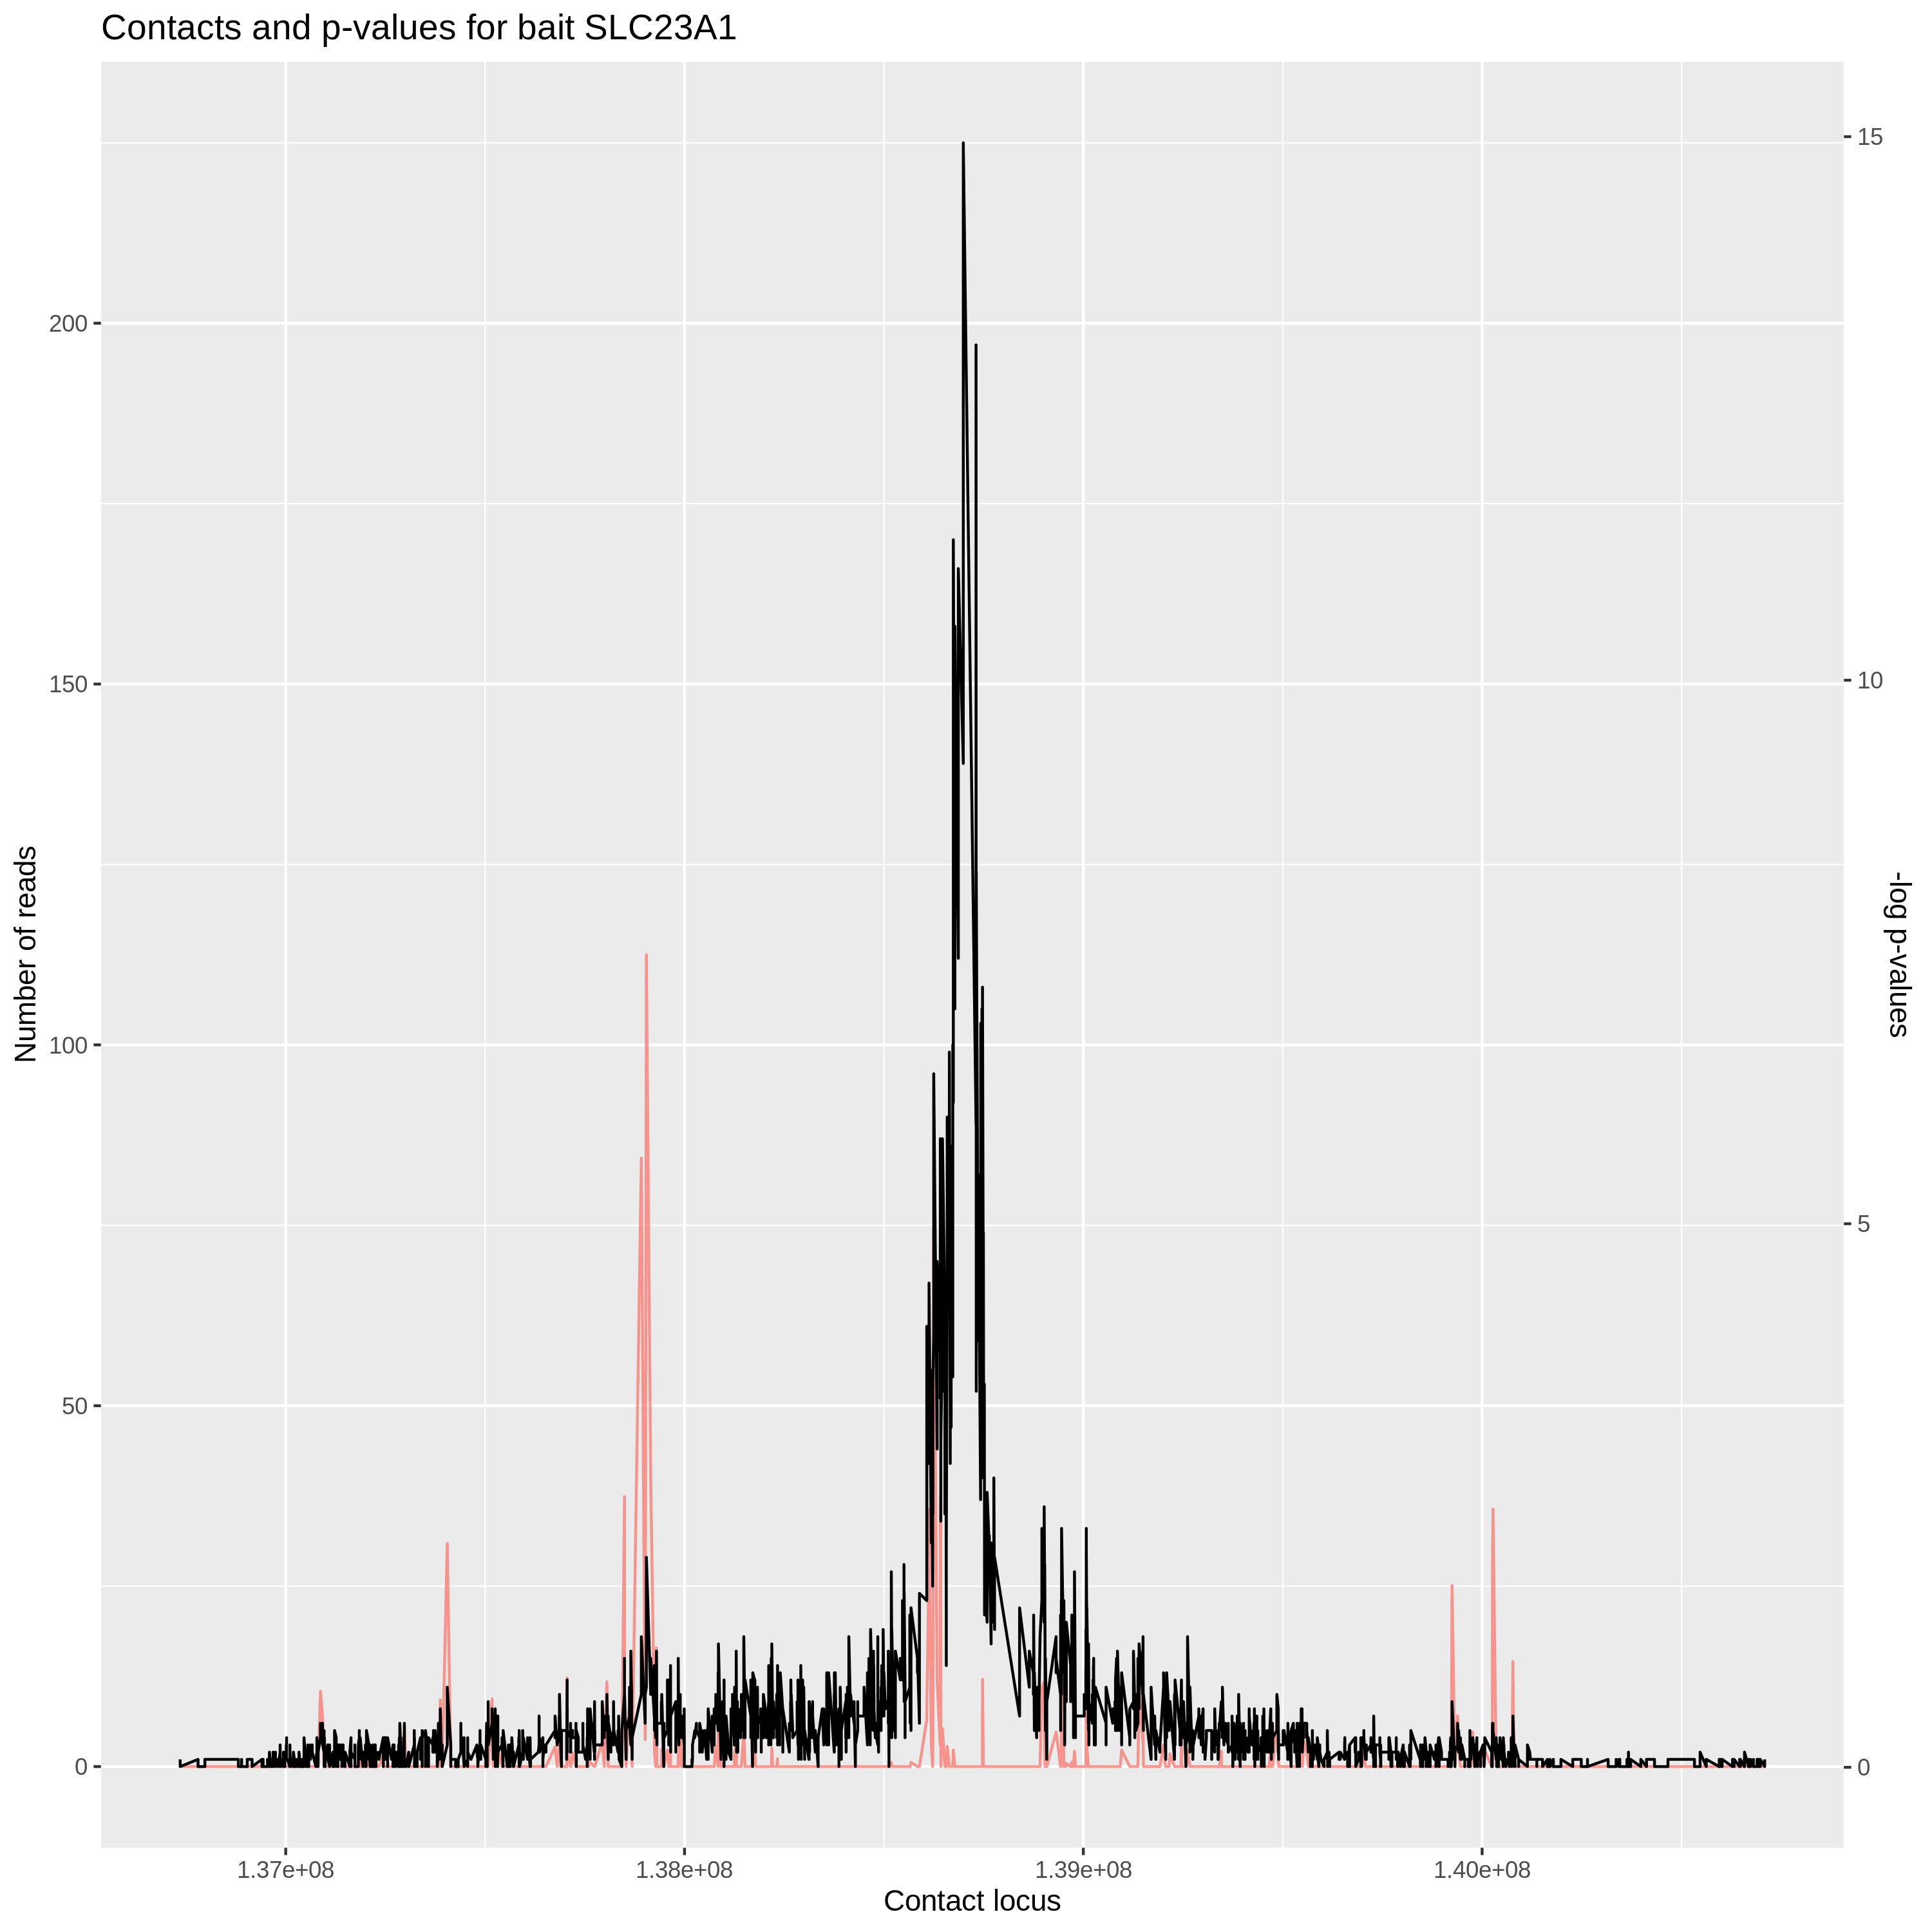 Contacts and p-values for bait SLC23A1
Number of reads
200
150
100
50
0
15
10
5
0
-log p-values
1.37e+08
1.38e+08
1.39e+08
1.40e+08
Contact locus